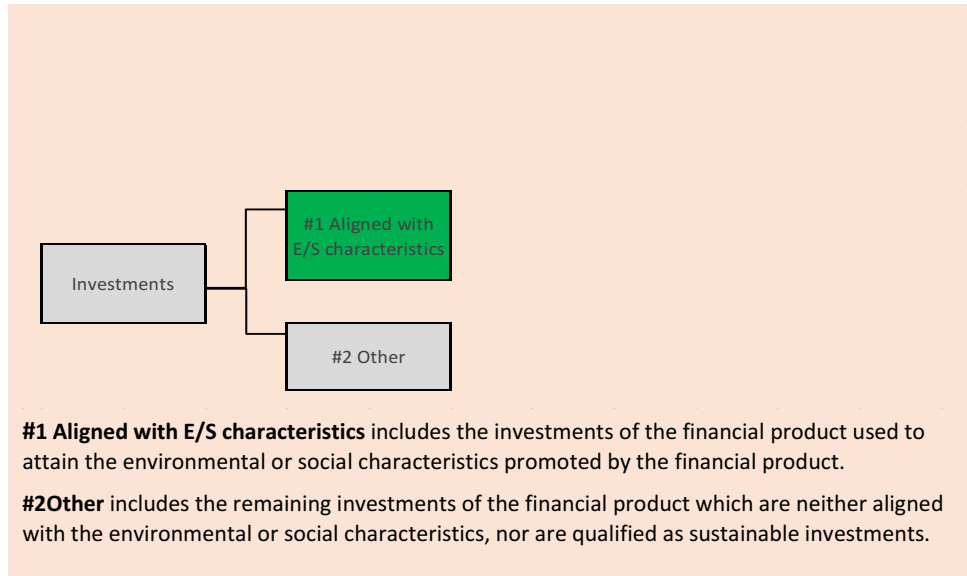 #1 Aligned with
E/S characteristics
Investments
#2 Other
#1 Aligned with E/S characteristics includes the investments of the financial product used to
attain the environmental or social characteristics promoted by the financial product.
#2Other includes the remaining investments of the financial product which are neither aligned
with the environmental or social characteristics, nor are qualified as sustainable investments.